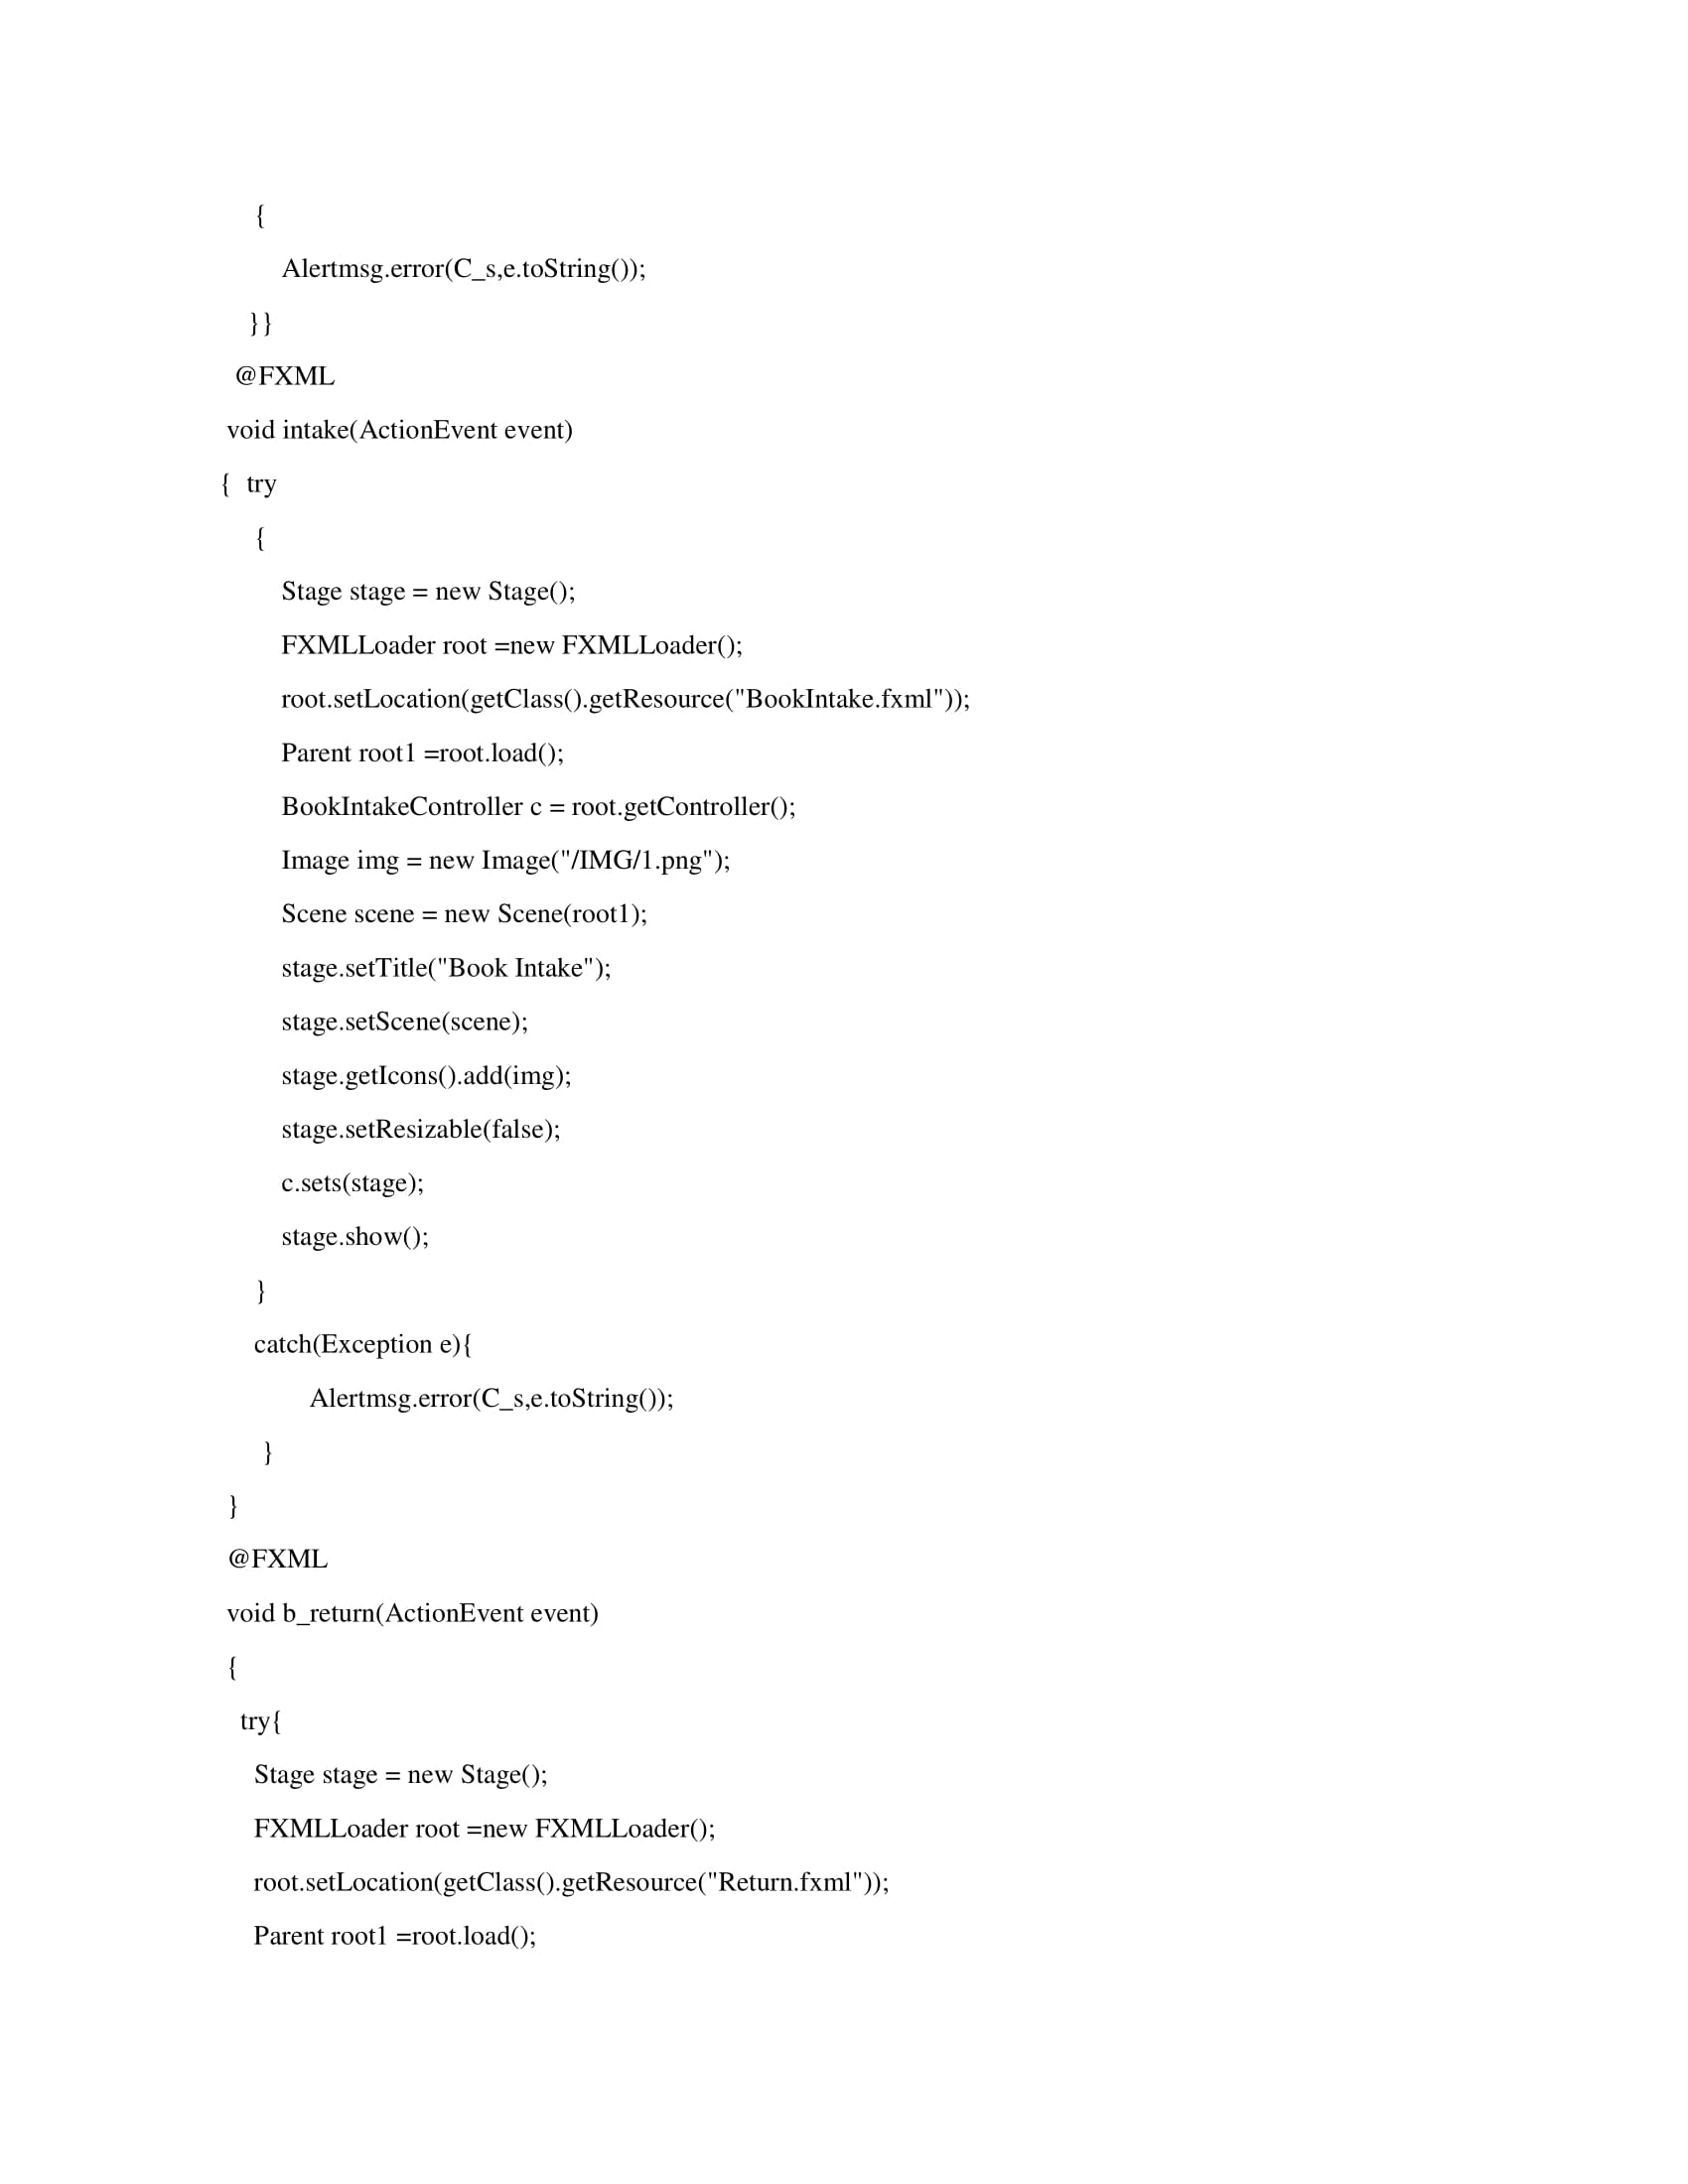 {
Alertmsg.error(C_s,e.toString());
}}
@FXML
void intake(ActionEvent event)
{  try
{
Stage stage = new Stage();
FXMLLoader root =new FXMLLoader();
root.setLocation(getClass().getResource("BookIntake.fxml"));
Parent root1 =root.load();
BookIntakeController c = root.getController();
Image img = new Image("/IMG/1.png");
Scene scene = new Scene(root1);
stage.setTitle("Book Intake");
stage.setScene(scene);
stage.getIcons().add(img);
stage.setResizable(false);
c.sets(stage);
stage.show();
}
catch(Exception e){
Alertmsg.error(C_s,e.toString());
}
}
@FXML
void b_return(ActionEvent event)
{
try{
Stage stage = new Stage();
FXMLLoader root =new FXMLLoader();
root.setLocation(getClass().getResource("Return.fxml"));
Parent root1 =root.load();